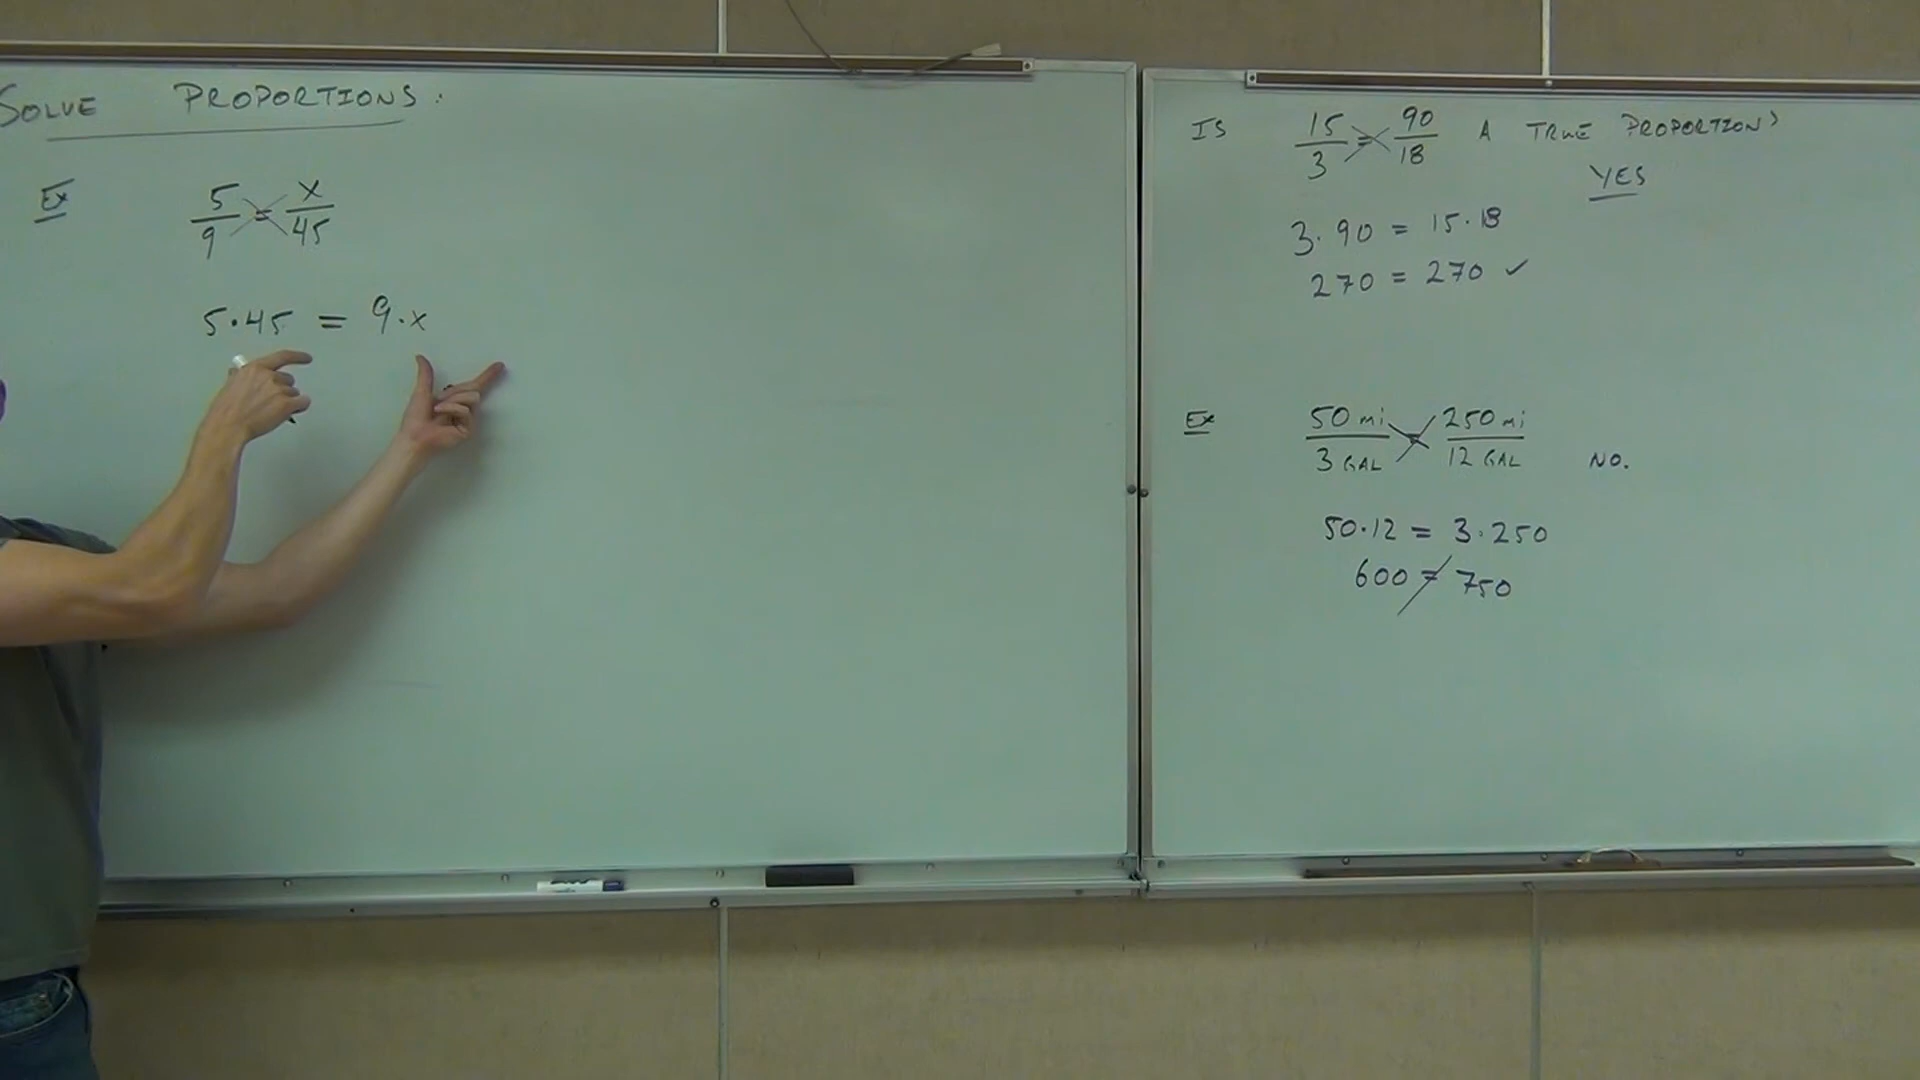 SOLVE PROPORTIONS:
Ex 5/9 = x/45
5·45 = 9·x
IS 15/3 = 90/18 A TRUE PROPORTION?
YES
3·90 = 15·18
270 = 270 ✓
Ex 50 mi/3 GAL = 250 mi/12 GAL NO.
50·12 = 3·250
600 ≠ 750